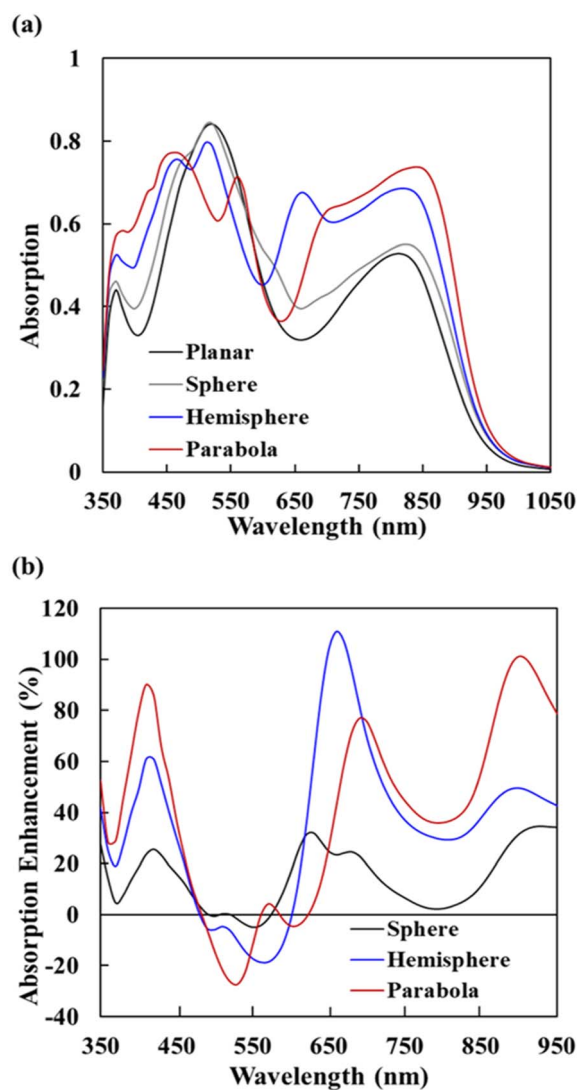 (a)
1
0.8
0.6
0.4
0.2
0
Absorption
Planar
Sphere
Hemisphere
Parabola
350 450 550 650 750 850 950 1050
Wavelength (nm)
(b)
120
100
80
60
40
20
0
-20
-40
Absorption Enhancement (%)
Sphere
Hemisphere
Parabola
350 450 550 650 750 850 950
Wavelength (nm)